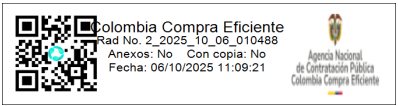 Colombia Compra Eficiente
Rad No. 2_2025_10_06_010488
Anexos: No Con copia: No
Fecha: 06/10/2025 11:09:21
Agencia Nacional
de Contratación Pública
Colombia Compra Eficiente